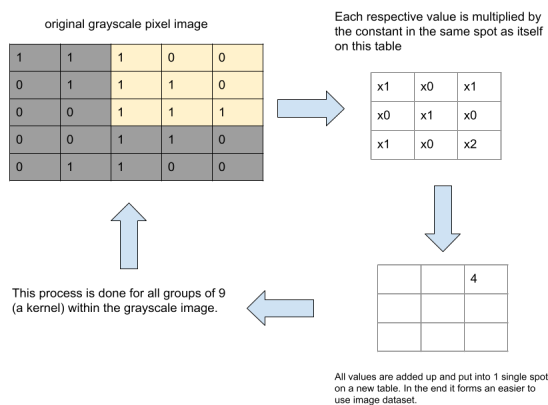 original grayscale pixel image
Each respective value is multiplied by
the constant in the same spot as itself
on this table
1 1 1 0 0
0 1 1 1 0
0 0 1 1 1
0 0 1 1 0
0 1 1 0 0
x1 x0 x1
x0 x1 x0
x1 x0 x2
4
This process is done for all groups of 9
(a kernel) within the grayscale image.
All values are added up and put into 1 single spot
on a new table. In the end it forms an easier to
use image dataset.